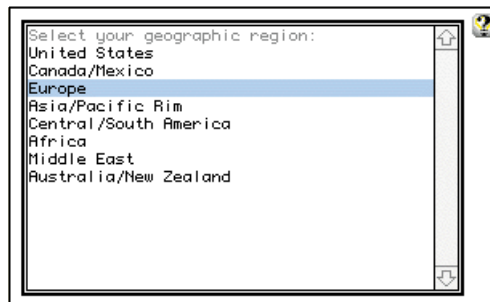 Select your geographic region:
United States
Canada/Mexico
Europe
Asia/Pacific Rim
Central/South America
Africa
Middle East
Australia/New Zealand
?